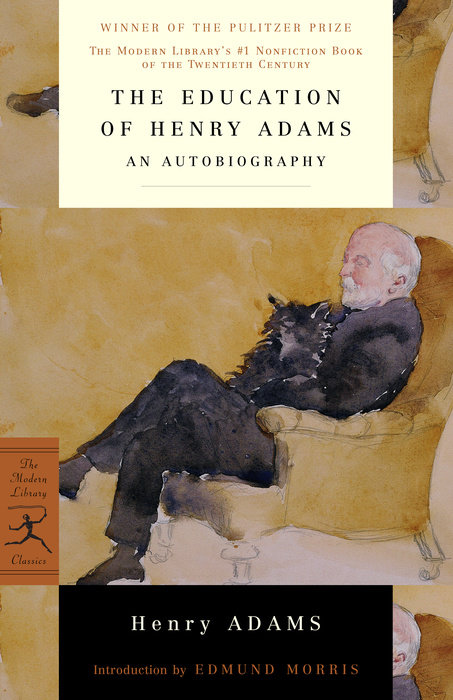 WINNER OF THE PULITZER PRIZE
THE MODERN LIBRARY'S #1 NONFICTION BOOK
OF THE TWENTIETH CENTURY
THE EDUCATION
OF HENRY ADAMS
AN AUTOBIOGRAPHY
The
Modern
Library
Classics
Henry ADAMS
Introduction by EDMUND MORRIS